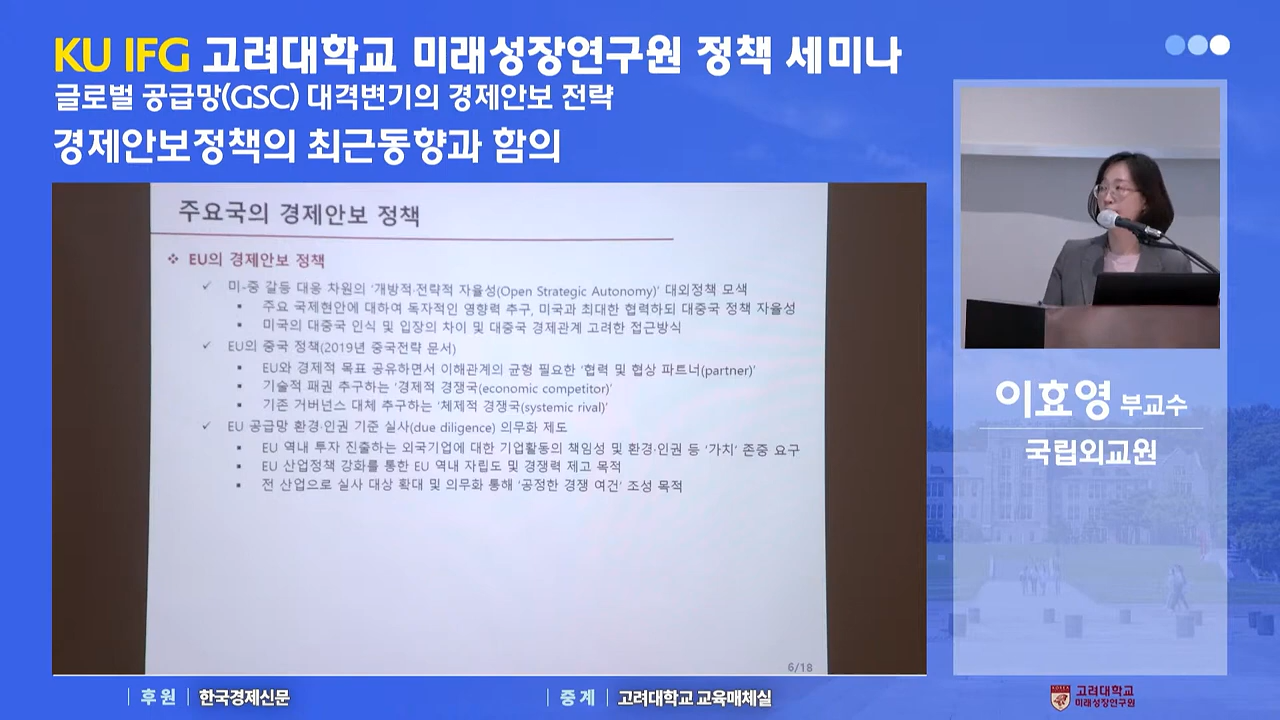 KU IFG 고려대학교 미래성장연구원 정책 세미나
글로벌 공급망(GSC) 대격변기의 경제안보 전략
경제안보정책의 최근동향과 함의
주요국의 경제안보 정책
❖ EU의 경제안보 정책
✓ 미-중 갈등 대응 차원의 '개방적·전략적 자율성(Open Strategic Autonomy)' 대외정책 모색
▪ 주요 국제현안에 대하여 독자적인 영향력 추구, 미국과 최대한 협력하되 대중국 정책 자율성
▪ 미국의 대중국 인식 및 입장의 차이 및 대중국 경제관계 고려한 접근방식
✓ EU의 중국 정책(2019년 중국전략 문서)
▪ EU와 경제적 목표 공유하면서 이해관계의 균형 필요한 '협력 및 협상 파트너(partner)'
▪ 기술적 패권 추구하는 '경제적 경쟁국(economic competitor)'
▪ 기존 거버넌스 대체 추구하는 '체제적 경쟁국(systemic rival)'
✓ EU 공급망 환경·인권 기준 실사(due diligence) 의무화 제도
▪ EU 역내 투자 진출하는 외국기업에 대한 기업활동의 책임성 및 환경·인권 등 '가치' 존중 요구
▪ EU 산업정책 강화를 통한 EU 역내 자립도 및 경쟁력 제고 목적
▪ 전 산업으로 실사 대상 확대 및 의무화 통해 '공정한 경쟁 여건' 조성 목적
6/18
이효영 부교수
국립외교원
후원 한국경제신문
중계 고려대학교 교육매체실
고려대학교
미래성장연구원